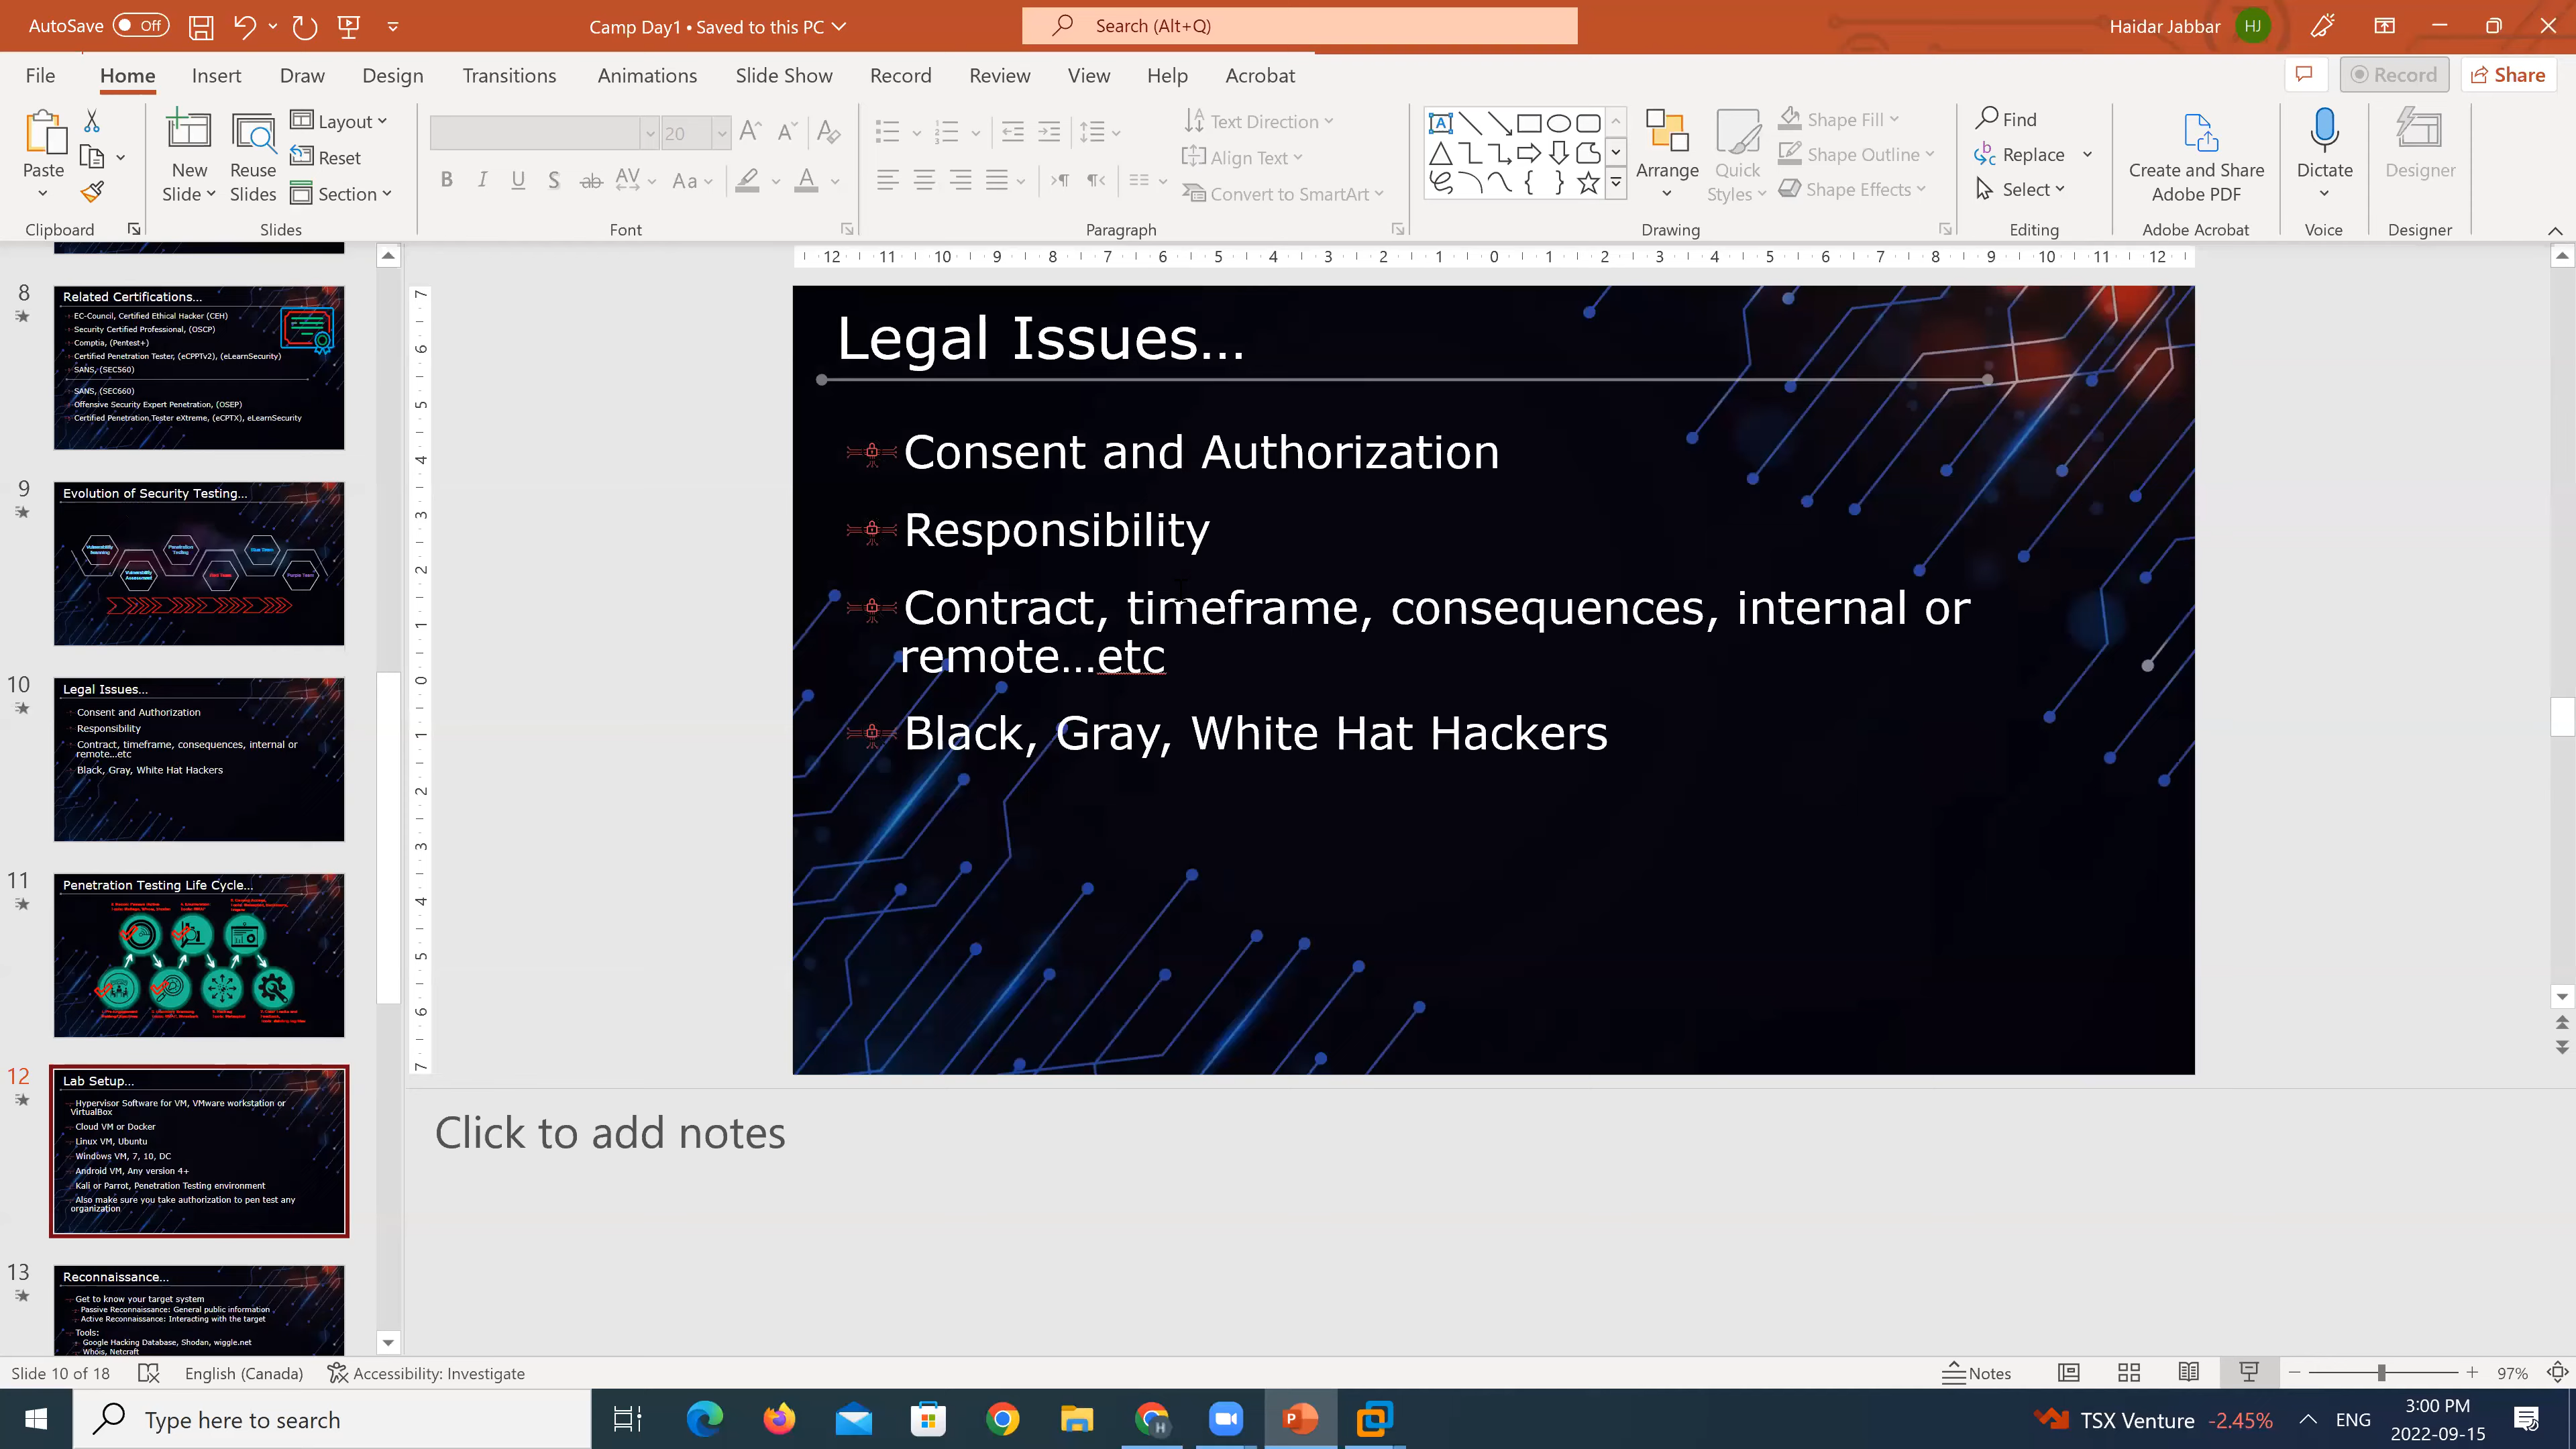 AutoSave Off
Camp Day1 • Saved to this PC
Search (Alt+Q)
Haidar Jabbar HJ
File Home Insert Draw Design Transitions Animations Slide Show Record Review View Help Acrobat
Record
Share
Paste
New
Slide
Reuse
Slides
Layout
Reset
Section
20
Text Direction
Align Text
Convert to SmartArt
Arrange
Quick
Styles
Shape Fill
Shape Outline
Shape Effects
Find
Replace
Select
Create and Share
Adobe PDF
Dictate
Designer
Clipboard
Slides
Font
Paragraph
Drawing
Editing
Adobe Acrobat
Voice
Designer
8
Related Certifications...
EC-Council, Certified Ethical Hacker (CEH)
Security Certified Professional, (OSCP)
Comptia, (Pentest+)
Certified Penetration Tester, (eCPPTv2), (eLearnSecurity)
SANS, (SEC560)
SANS, (SEC660)
Offensive Security Expert Penetration, (OSEP)
Certified Penetration Tester eXtreme, (eCPTX), eLearnSecurity
9
Evolution of Security Testing...
Penetration
Testing
Blue Team
Vulnerability
Assessment
Red Team
Purple Team
10
Legal Issues...
Consent and Authorization
Responsibility
Contract, timeframe, consequences, internal or
remote...etc
Black, Gray, White Hat Hackers
11
Penetration Testing Life Cycle...
12
Lab Setup...
Hypervisor Software for VM, VMware workstation or
VirtualBox
Cloud VM or Docker
Linux VM, Ubuntu
Windows VM, 7, 10, DC
Android VM, Any version 4+
Kali or Parrot, Penetration Testing environment
Also make sure you take authorization to pen test any
organization
13
Reconnaissance...
Get to know your target system
Passive Reconnaissance: General public information
Active Reconnaissance: Interacting with the target
Tools:
Google Hacking Database, Shodan, wiggle.net
Whois, Netcraft
Legal Issues...
Consent and Authorization
Responsibility
Contract, timeframe, consequences, internal or
remote...etc
Black, Gray, White Hat Hackers
Click to add notes
Slide 10 of 18
English (Canada)
Accessibility: Investigate
Notes
97%
Type here to search
TSX Venture -2.45%
ENG
3:00 PM
2022-09-15